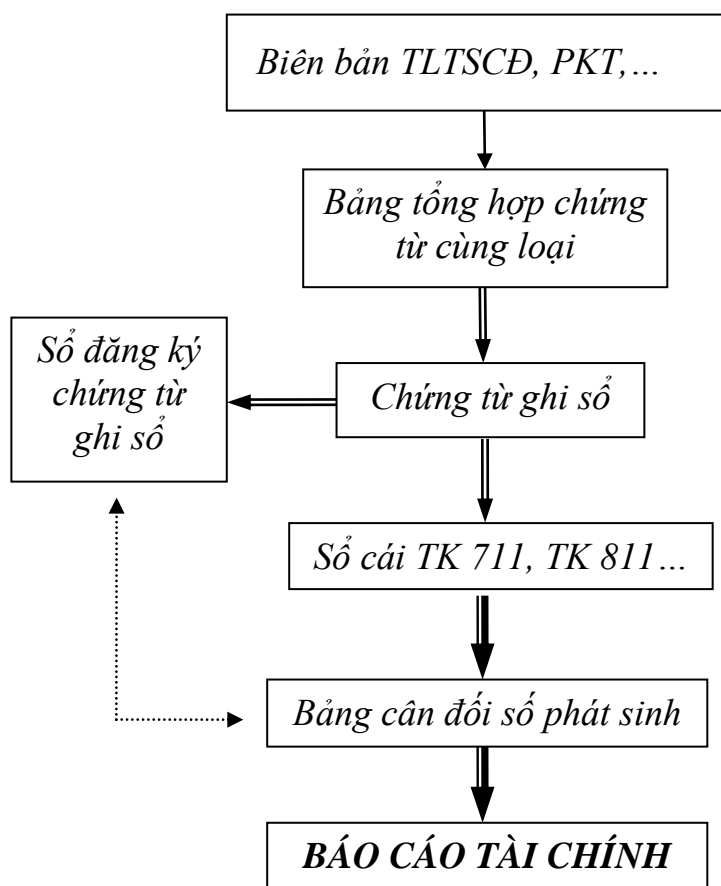 Biên bản TLTSCĐ, PKT,…
Bảng tổng hợp chứng
từ cùng loại
Sổ đăng ký
chứng từ
ghi sổ
Chứng từ ghi sổ
Sổ cái TK 711, TK 811…
Bảng cân đối số phát sinh
BÁO CÁO TÀI CHÍNH